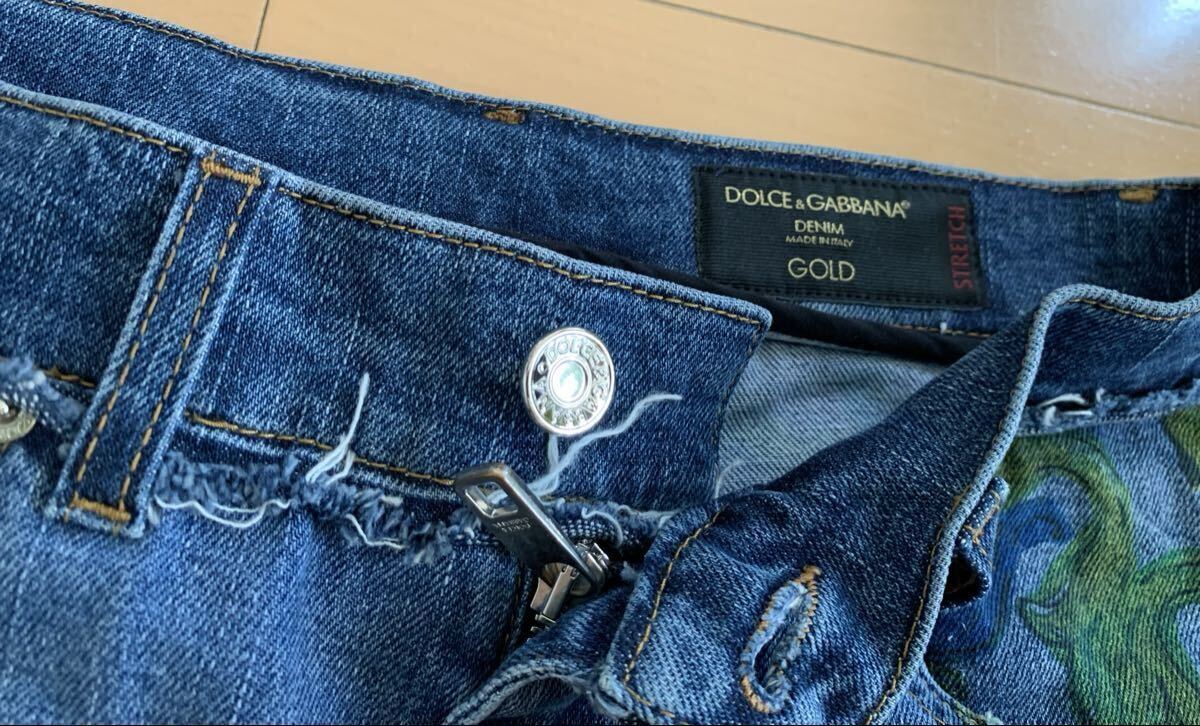 DOLCE & GABBANA®
DENIM
MADE IN ITALY
GOLD
STRETCH